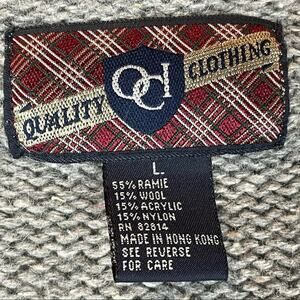 QUALITY CLOTHING
QCI
L
55% RAMIE
15% WOOL
15% ACRYLIC
15% NYLON
RN 82814
MADE IN HONG KONG
SEE REVERSE
FOR CARE